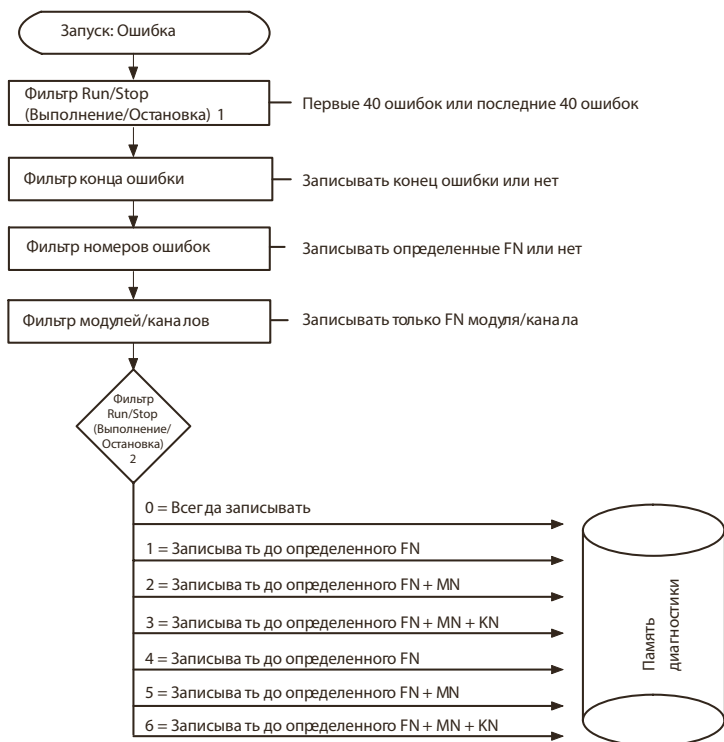 Запуск: Ошибка
Фильтр Run/Stop
(Выполнение/Остановка) 1
Первые 40 ошибок или последние 40 ошибок
Фильтр конца ошибки
Записывать конец ошибки или нет
Фильтр номеров ошибок
Записывать определенные FN или нет
Фильтр модулей/каналов
Записывать только FN модуля/канала
Фильтр
Run/Stop
(Выполнение/
Остановка)
2
0 = Всегда записывать
1 = Записывать до определенного FN
2 = Записывать до определенного FN + MN
3 = Записывать до определенного FN + MN + KN
4 = Записывать до определенного FN
5 = Записывать до определенного FN + MN
6 = Записывать до определенного FN + MN + KN
Память
диагностики